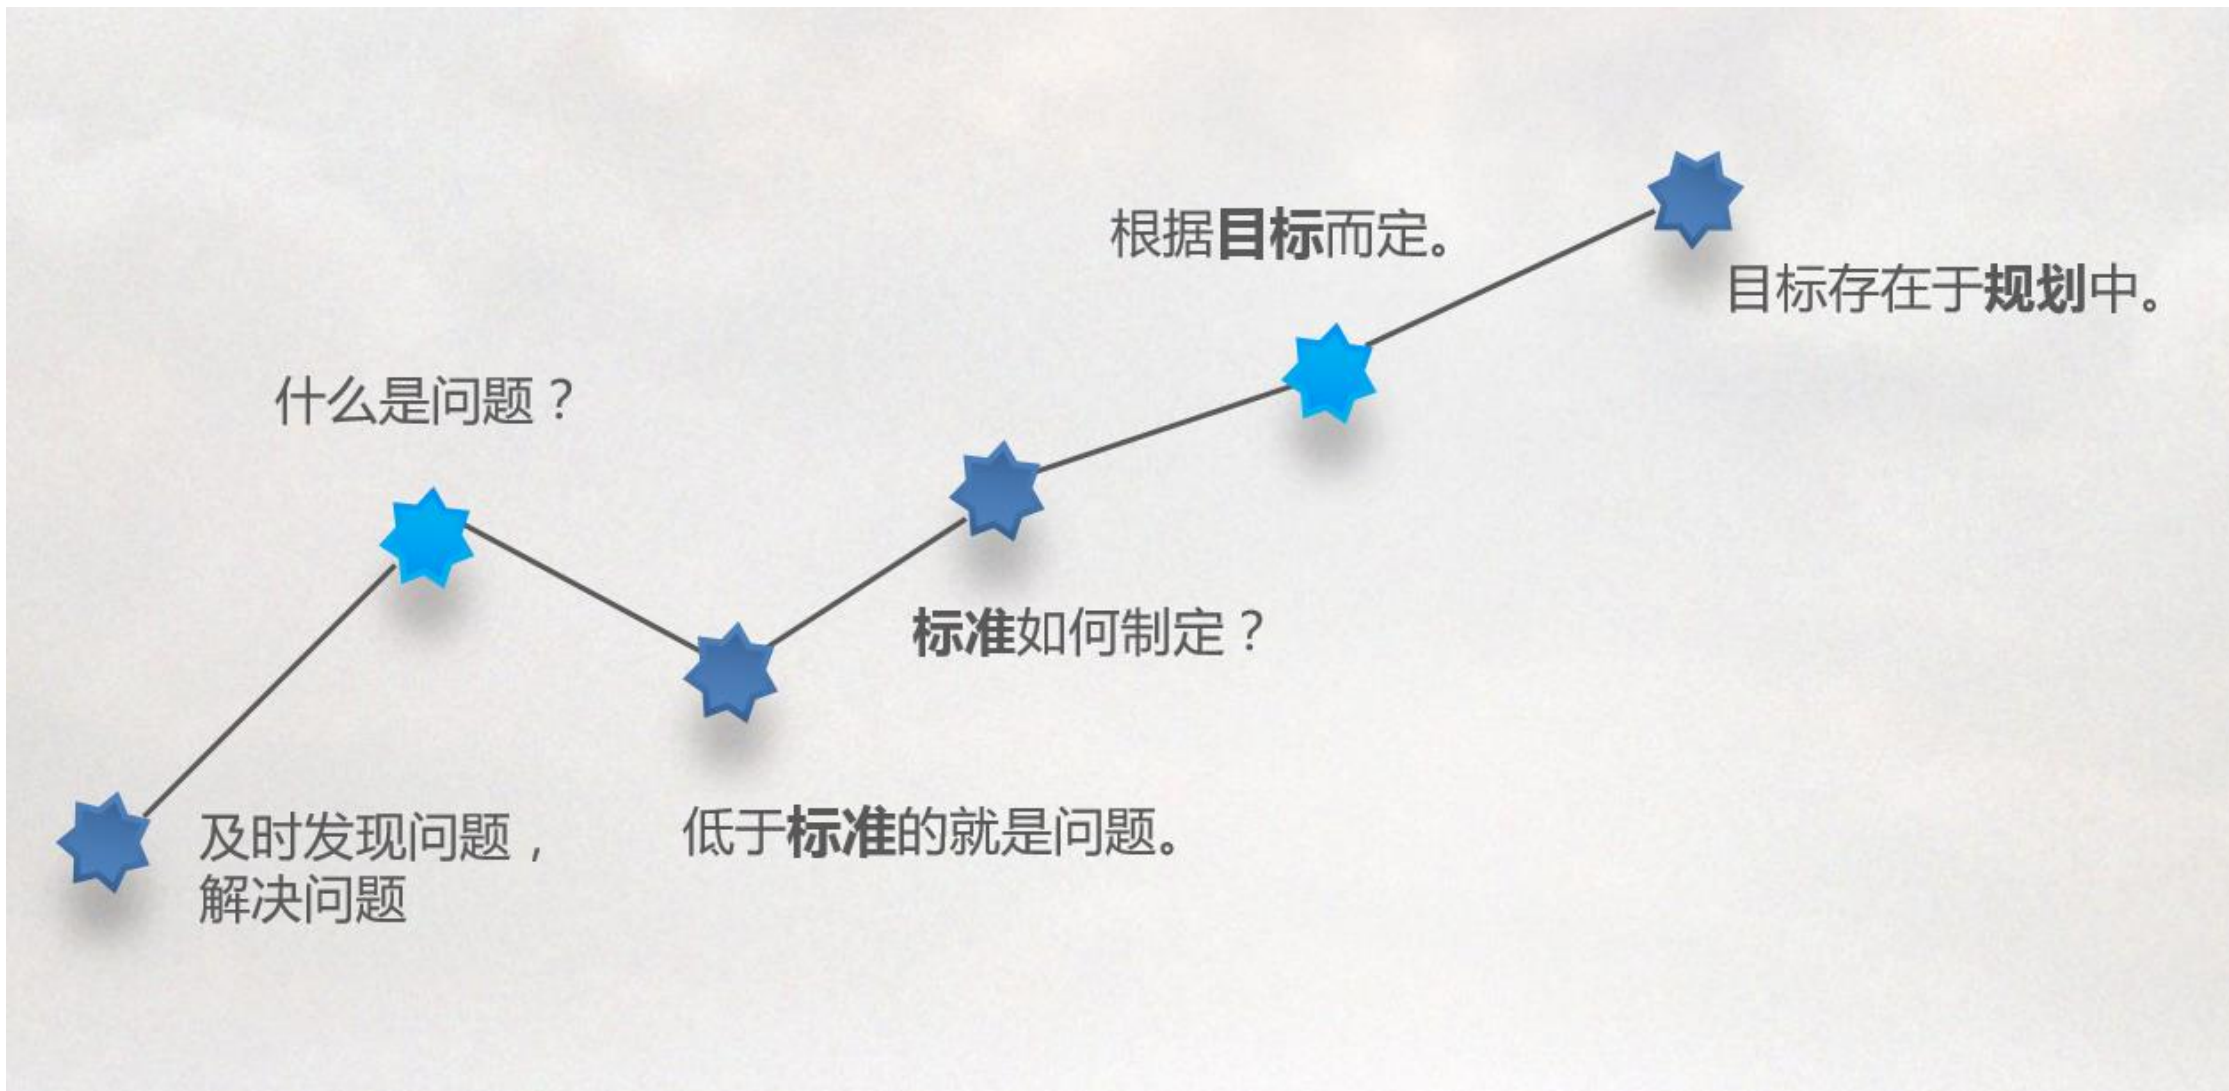 及时发现问题，
解决问题
什么是问题？
低于标准的就是问题。
标准如何制定？
根据目标而定。
目标存在于规划中。